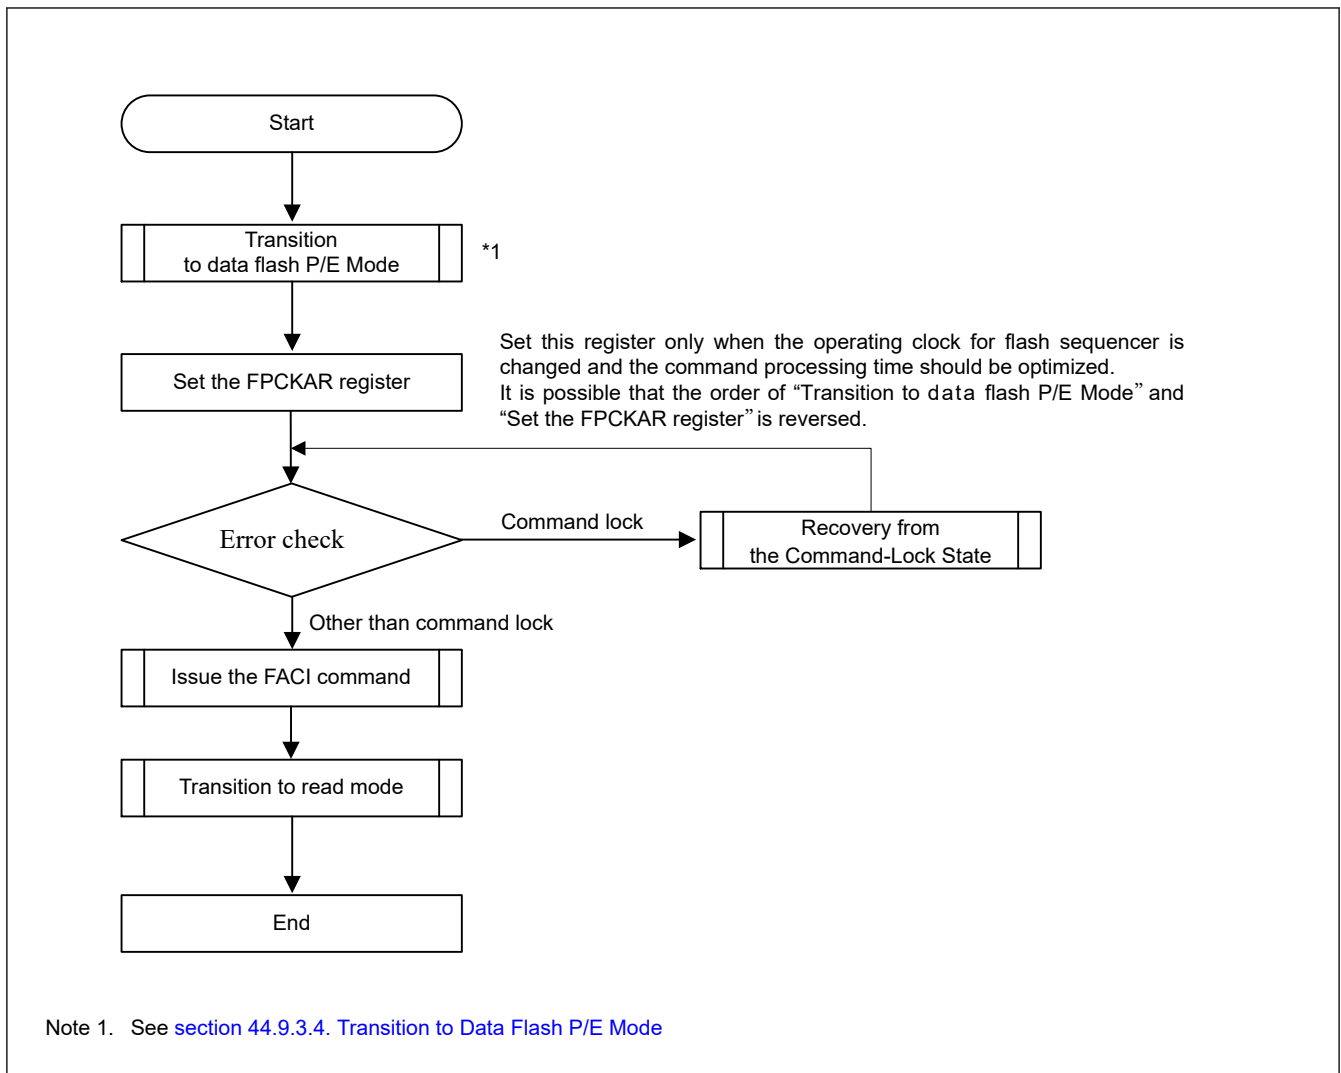 Start
Transition
to data flash P/E Mode
*1
Set this register only when the operating clock for flash sequencer is
changed and the command processing time should be optimized.
It is possible that the order of “Transition to data flash P/E Mode” and
“Set the FPCKAR register” is reversed.
Set the FPCKAR register
Error check
Command lock
Recovery from
the Command-Lock State
Other than command lock
Issue the FACI command
Transition to read mode
End
Note 1. See section 44.9.3.4. Transition to Data Flash P/E Mode